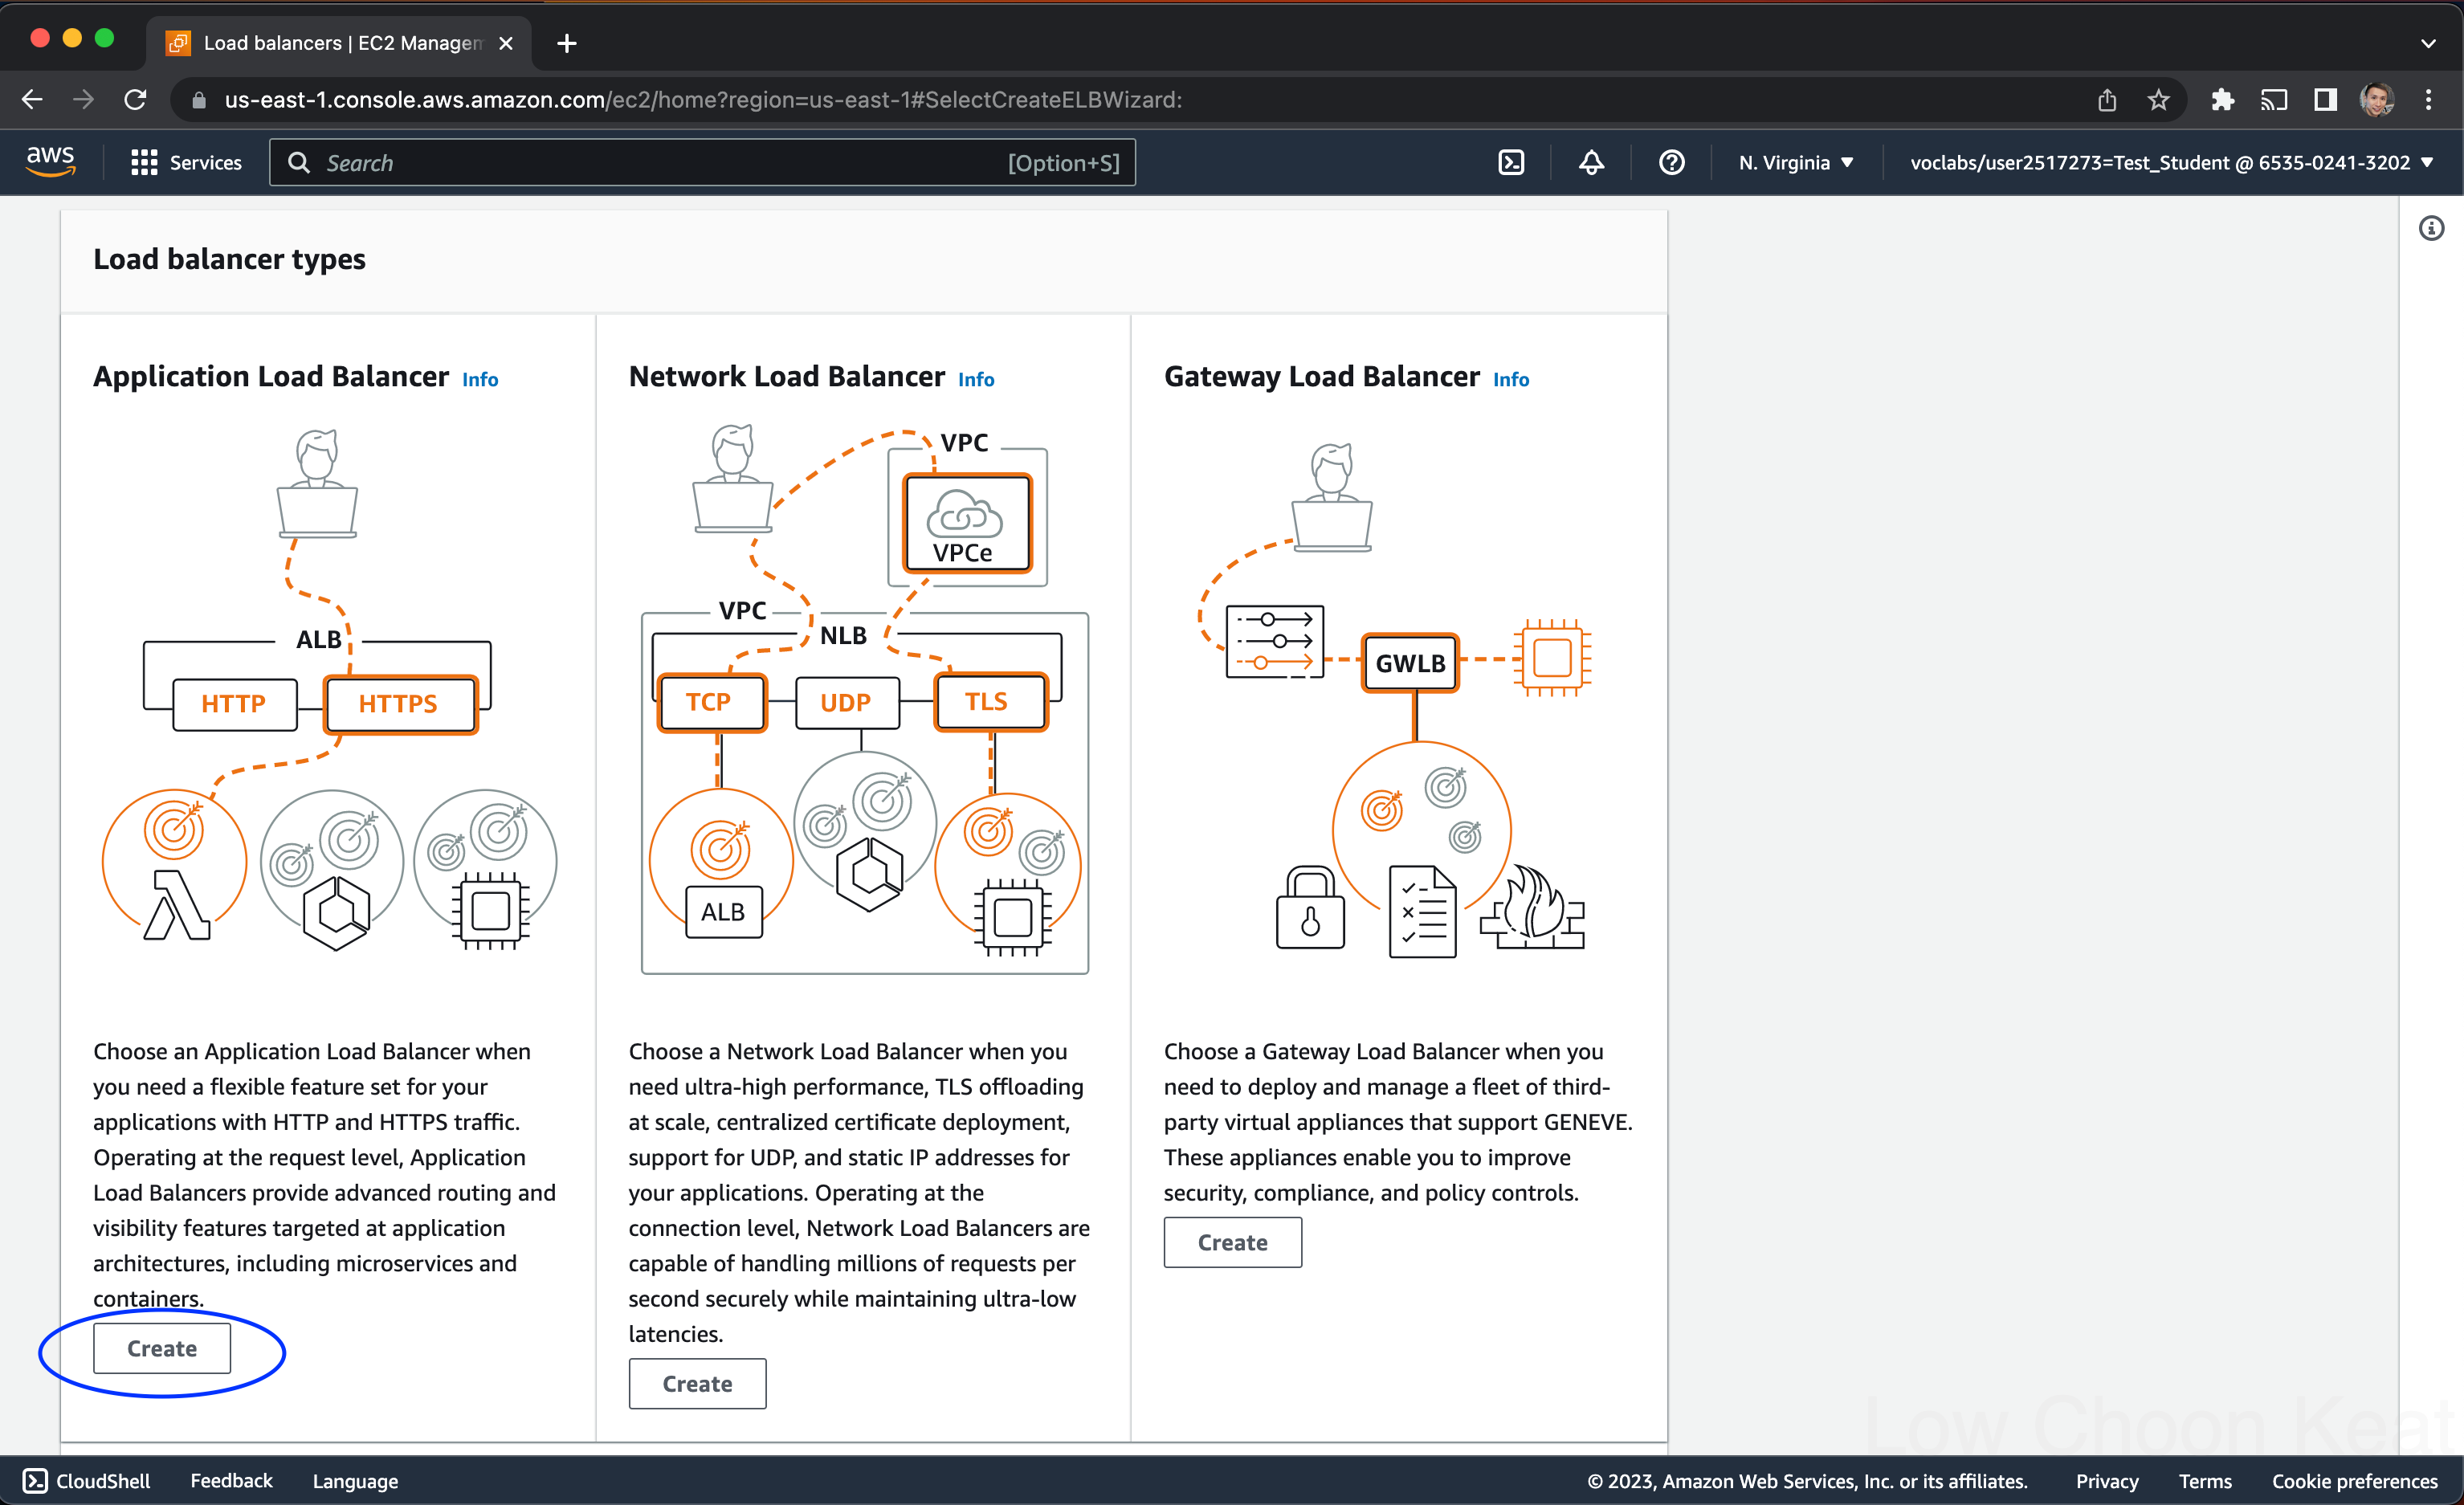 Load balancers | EC2 Managem
us-east-1.console.aws.amazon.com/ec2/home?region=us-east-1#SelectCreateELBWizard:
aws
Services
Search
[Option+S]
N. Virginia
voclabs/user2517273=Test_Student @ 6535-0241-3202
Load balancer types
Application Load Balancer Info
ALB
HTTP
HTTPS
Choose an Application Load Balancer when
you need a flexible feature set for your
applications with HTTP and HTTPS traffic.
Operating at the request level, Application
Load Balancers provide advanced routing and
visibility features targeted at application
architectures, including microservices and
containers.
Create
Network Load Balancer Info
VPC
VPCe
VPC
NLB
TCP
UDP
TLS
ALB
Choose a Network Load Balancer when you
need ultra-high performance, TLS offloading
at scale, centralized certificate deployment,
support for UDP, and static IP addresses for
your applications. Operating at the
connection level, Network Load Balancers are
capable of handling millions of requests per
second securely while maintaining ultra-low
latencies.
Create
Gateway Load Balancer Info
GWLB
Choose a Gateway Load Balancer when you
need to deploy and manage a fleet of third-
party virtual appliances that support GENEVE.
These appliances enable you to improve
security, compliance, and policy controls.
Create
Low Choon Keat
CloudShell
Feedback
Language
© 2023, Amazon Web Services, Inc. or its affiliates.
Privacy
Terms
Cookie preferences